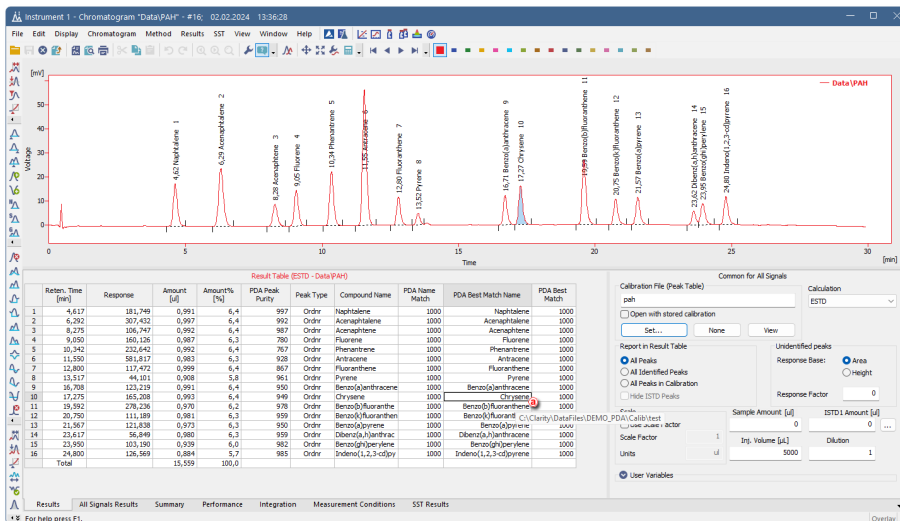 Instrument 1 - Chromatogram "Data\PAH" - #16; 02.02.2024 13:36:28
File Edit Display Chromatogram Method Results SST View Window Help
[mV]
Data\PAH
50
40
30
20
10
0
Voltage
4,62 Naphtalene 1
6,29 Acenaphtalene 2
8,28 Acenaphtene 3
9,05 Fluorene 4
10,34 Phenantrene 5
11,55 Antracene 6
12,80 Fluoranthene 7
13,52 Pyrene 8
16,71 Benzo(a)anthracene 9
17,27 Chrysene 10
19,59 Benzo(b)fluoranthene 11
20,75 Benzo(k)fluoranthene 12
21,57 Benzo(a)pyrene 13
23,62 Dibenz(a,h)anthracene 14
23,95 Benzo(ghi)perylene 15
24,80 Indeno(1,2,3-cd)pyrene 16
0 5 10 15 20 25 30
Time [min]
Result Table (ESTD - Data\PAH)
Reten. Time [min] Response Amount [ul] Amount% [%] PDA Peak Purity Peak Type Compound Name PDA Name Match PDA Best Match Name PDA Best Match
1 4,617 181,749 0,991 6,4 997 Ordnr Naphtalene 1000 Naphtalene 1000
2 6,292 307,432 0,997 6,4 992 Ordnr Acenaphtalene 1000 Acenaphtalene 1000
3 8,275 106,747 0,992 6,4 987 Ordnr Acenaphtene 1000 Acenaphtene 1000
4 9,050 160,126 0,987 6,3 780 Ordnr Fluorene 1000 Fluorene 1000
5 10,342 232,642 0,992 6,4 767 Ordnr Phenantrene 1000 Phenantrene 1000
6 11,550 581,817 0,983 6,3 928 Ordnr Antracene 1000 Antracene 1000
7 12,800 117,472 0,999 6,4 867 Ordnr Fluoranthene 1000 Fluoranthene 1000
8 13,517 44,101 0,908 5,8 961 Ordnr Pyrene 1000 Pyrene 1000
9 16,708 123,219 0,991 6,4 950 Ordnr Benzo(a)anthracene 1000 Benzo(a)anthracene 1000
10 17,275 165,208 0,993 6,4 949 Ordnr Chrysene 1000 Chrysene 1000
11 19,592 278,236 0,970 6,2 978 Ordnr Benzo(b)fluoranthe 1000 Benzo(b)fluoranthene 1000
12 20,750 111,189 0,981 6,3 959 Ordnr Benzo(k)fluoranthen 1000 Benzo(k)fluoranthene
13 21,567 121,838 0,973 6,3 950 Ordnr Benzo(a)pyrene 1000 Benzo(a)pyrene 1000
14 23,617 56,849 0,980 6,3 959 Ordnr Dibenz(a,h)anthrac 1000 Dibenz(a,h)anthracene 1000
15 23,950 103,190 0,939 6,0 982 Ordnr Benzo(ghi)perylene 1000 Benzo(ghi)perylene 1000
16 24,800 126,569 0,884 5,7 985 Ordnr Indeno(1,2,3-cd)py 1000 Indeno(1,2,3-cd)pyrene 1000
Total 15,559 100,0
a
C:\Clarity\DataFiles\DEMO_PDA\Calib\test
Common for All Signals
Calibration File (Peak Table)
pah
Open with stored calibration
Set... None View
Calculation
ESTD
Report in Result Table
All Peaks
All Identified Peaks
All Peaks in Calibration
Hide ISTD Peaks
Unidentified peaks
Response Base: Area
Height
Response Factor 0
Scale
Use Scale Factor
Scale Factor 1
Units ul
Sample Amount [ul] ISTD1 Amount [ul]
0 0 ...
Inj. Volume [µL] Dilution
5000 1
User Variables
Results All Signals Results Summary Performance Integration Measurement Conditions SST Results
For help press F1.
Overlay